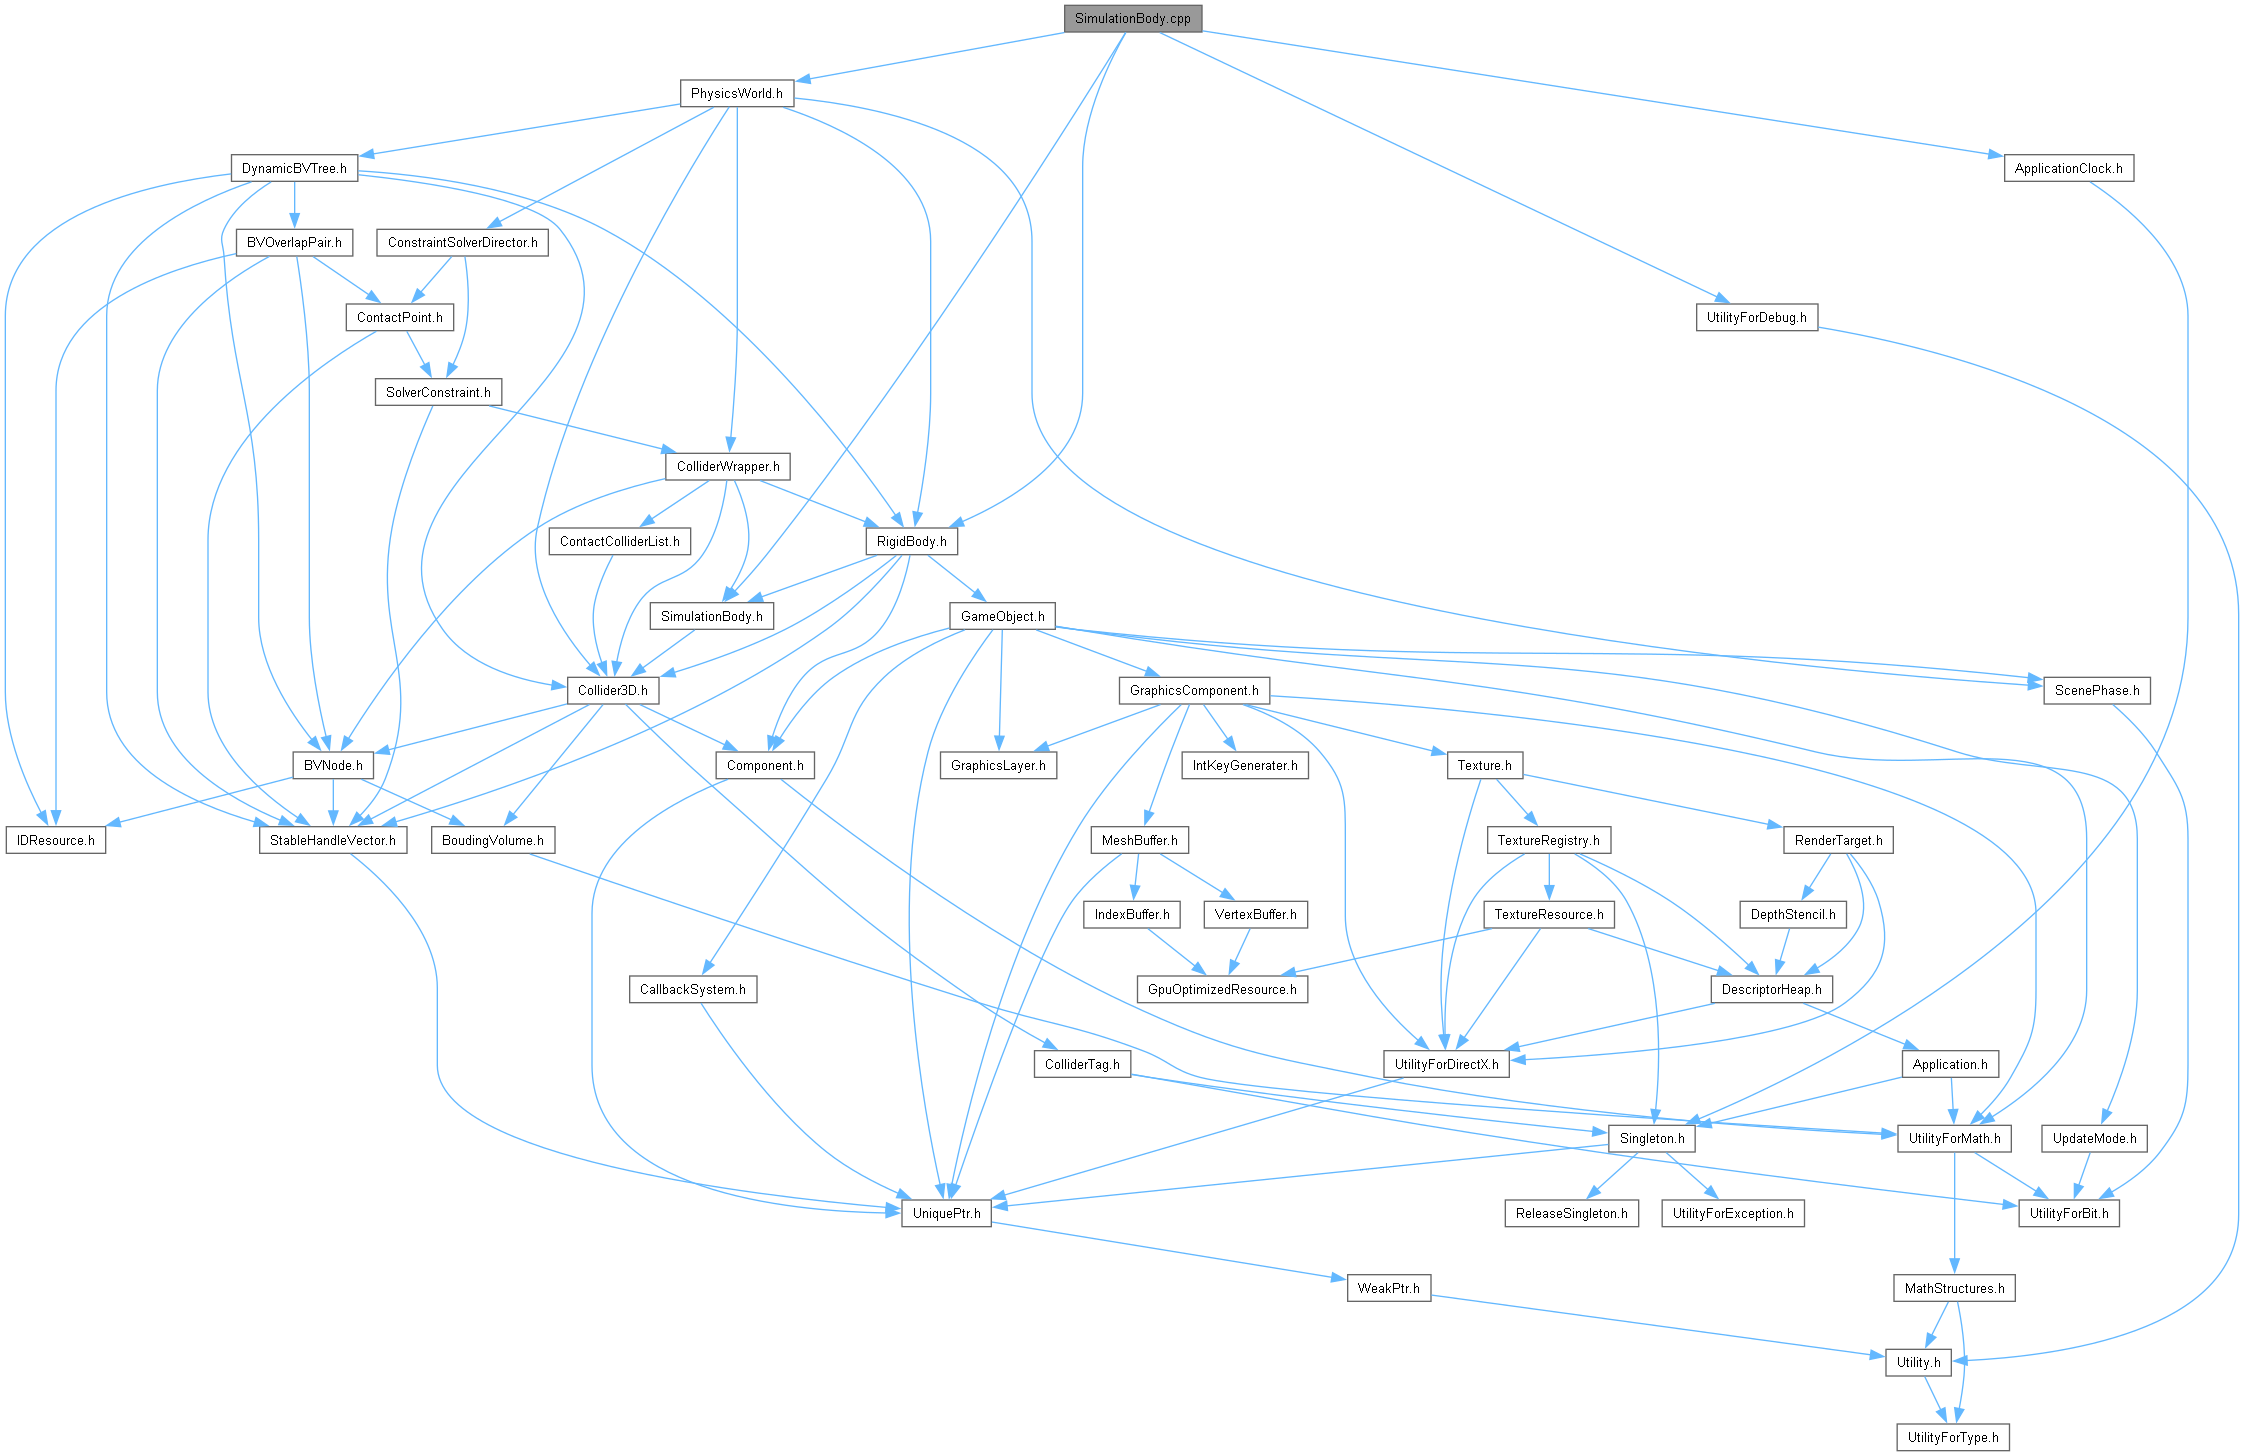 SimulationBody.cpp
PhysicsWorld.h
DynamicBVTree.h
ApplicationClock.h
BVOverlapPair.h
ConstraintSolverDirector.h
ContactPoint.h
UtilityForDebug.h
SolverConstraint.h
ColliderWrapper.h
ContactColliderList.h
RigidBody.h
SimulationBody.h
GameObject.h
Collider3D.h
GraphicsComponent.h
ScenePhase.h
BVNode.h
Component.h
GraphicsLayer.h
IntKeyGenerater.h
Texture.h
IDResource.h
StableHandleVector.h
BoudingVolume.h
MeshBuffer.h
TextureRegistry.h
RenderTarget.h
IndexBuffer.h
VertexBuffer.h
TextureResource.h
DepthStencil.h
CallbackSystem.h
GpuOptimizedResource.h
DescriptorHeap.h
ColliderTag.h
UtilityForDirectX.h
Application.h
Singleton.h
UtilityForMath.h
UpdateMode.h
UniquePtr.h
ReleaseSingleton.h
UtilityForException.h
UtilityForBit.h
WeakPtr.h
MathStructures.h
Utility.h
UtilityForType.h